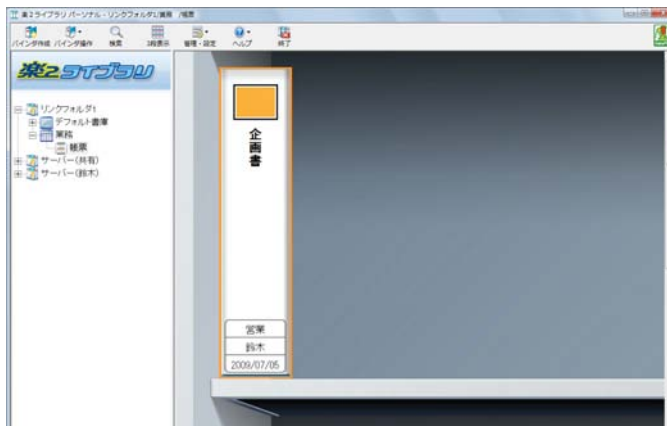 楽2ライブラリ パーソナル - リンクフォルダ1/業務 /帳票
バインダ作成 バインダ操作 検索 3段表示 管理・設定 ヘルプ 終了
楽2ライブラリ
リンクフォルダ1
デフォルト書庫
業務
帳票
サーバー(共有)
サーバー(鈴木)
企画書
営業
鈴木
2009/07/05